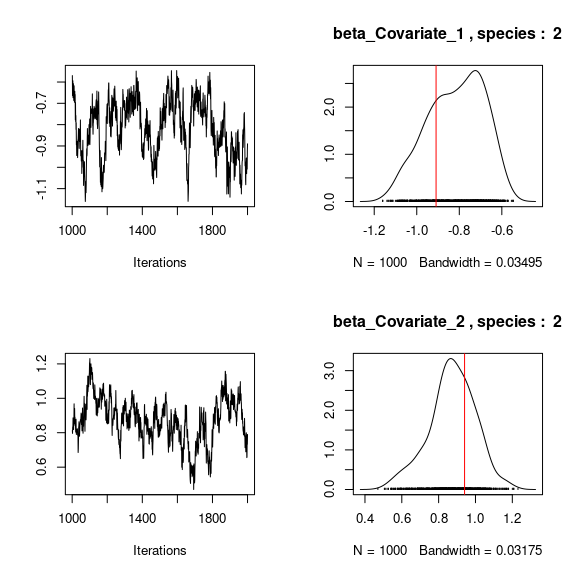 beta_Covariate_1 , species : 2
-0.7
-0.9
-1.1
1000 1400 1800
Iterations
2.0
1.0
0.0
-1.2 -1.0 -0.8 -0.6
N = 1000 Bandwidth = 0.03495
beta_Covariate_2 , species : 2
1.2
1.0
0.8
0.6
1000 1400 1800
Iterations
3.0
2.0
1.0
0.0
0.4 0.6 0.8 1.0 1.2
N = 1000 Bandwidth = 0.03175